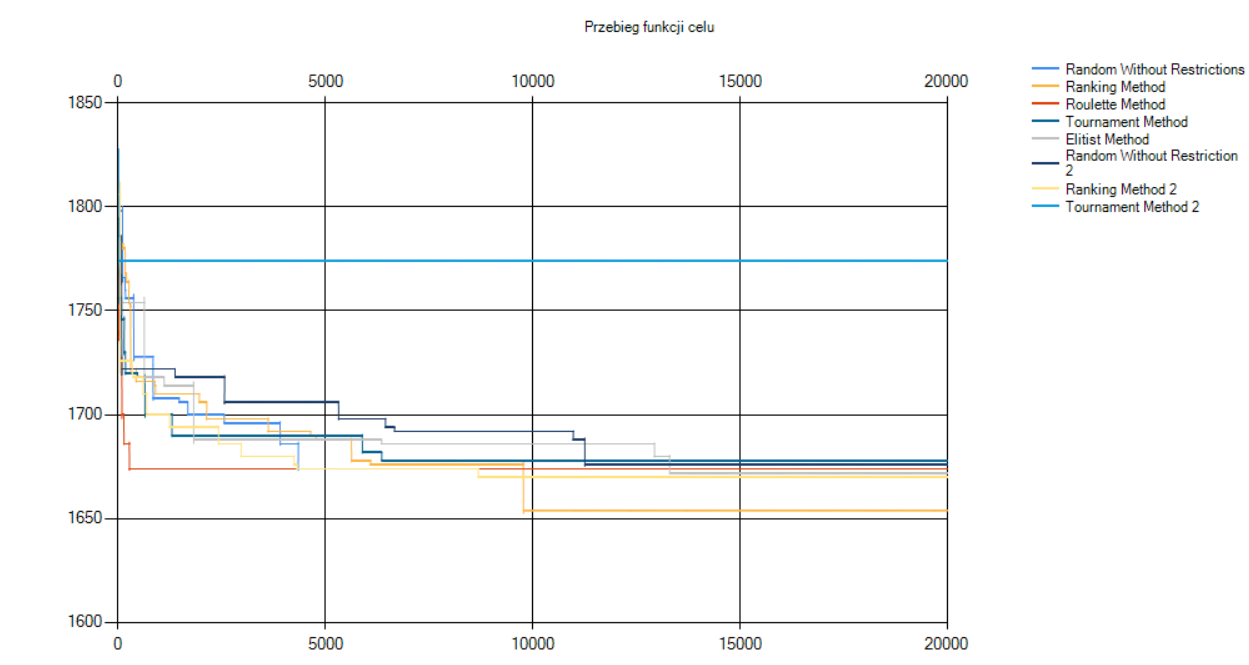 Przebieg funkcji celu
0 5000 10000 15000 20000
Random Without Restrictions
Ranking Method
Roulette Method
Tournament Method
Elitist Method
Random Without Restriction
2
Ranking Method 2
Tournament Method 2
1850
1800
1750
1700
1650
1600
0 5000 10000 15000 20000